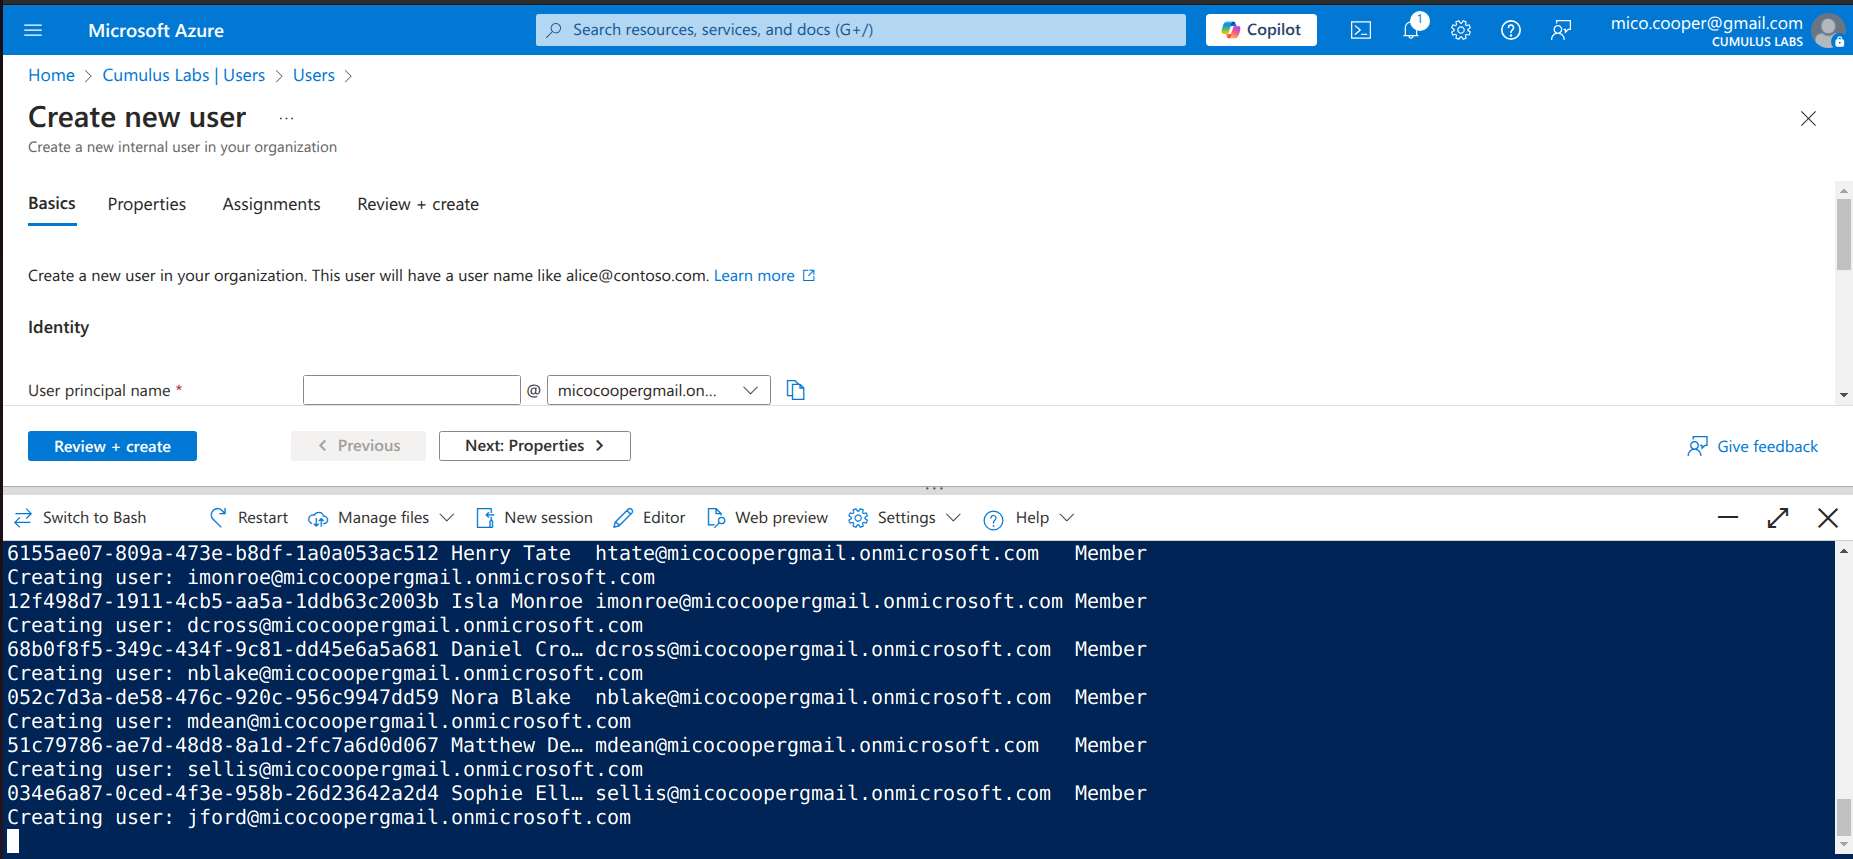 Microsoft Azure
Search resources, services, and docs (G+/)
Copilot
1
mico.cooper@gmail.com
CUMULUS LABS
Home > Cumulus Labs | Users > Users >
Create new user ...
Create a new internal user in your organization
Basics Properties Assignments Review + create
Create a new user in your organization. This user will have a user name like alice@contoso.com. Learn more
Identity
User principal name * @ micocoopergmail.on...
Review + create < Previous Next: Properties > Give feedback
Switch to Bash Restart Manage files New session Editor Web preview Settings Help
6155ae07-809a-473e-b8df-1a0a053ac512 Henry Tate htate@micocoopergmail.onmicrosoft.com Member
Creating user: imonroe@micocoopergmail.onmicrosoft.com
12f498d7-1911-4cb5-aa5a-1ddb63c2003b Isla Monroe imonroe@micocoopergmail.onmicrosoft.com Member
Creating user: dcross@micocoopergmail.onmicrosoft.com
68b0f8f5-349c-434f-9c81-dd45e6a5a681 Daniel Cro… dcross@micocoopergmail.onmicrosoft.com Member
Creating user: nblake@micocoopergmail.onmicrosoft.com
052c7d3a-de58-476c-920c-956c9947dd59 Nora Blake nblake@micocoopergmail.onmicrosoft.com Member
Creating user: mdean@micocoopergmail.onmicrosoft.com
51c79786-ae7d-48d8-8a1d-2fc7a6d0d067 Matthew De… mdean@micocoopergmail.onmicrosoft.com Member
Creating user: sellis@micocoopergmail.onmicrosoft.com
034e6a87-0ced-4f3e-958b-26d23642a2d4 Sophie Ell… sellis@micocoopergmail.onmicrosoft.com Member
Creating user: jford@micocoopergmail.onmicrosoft.com